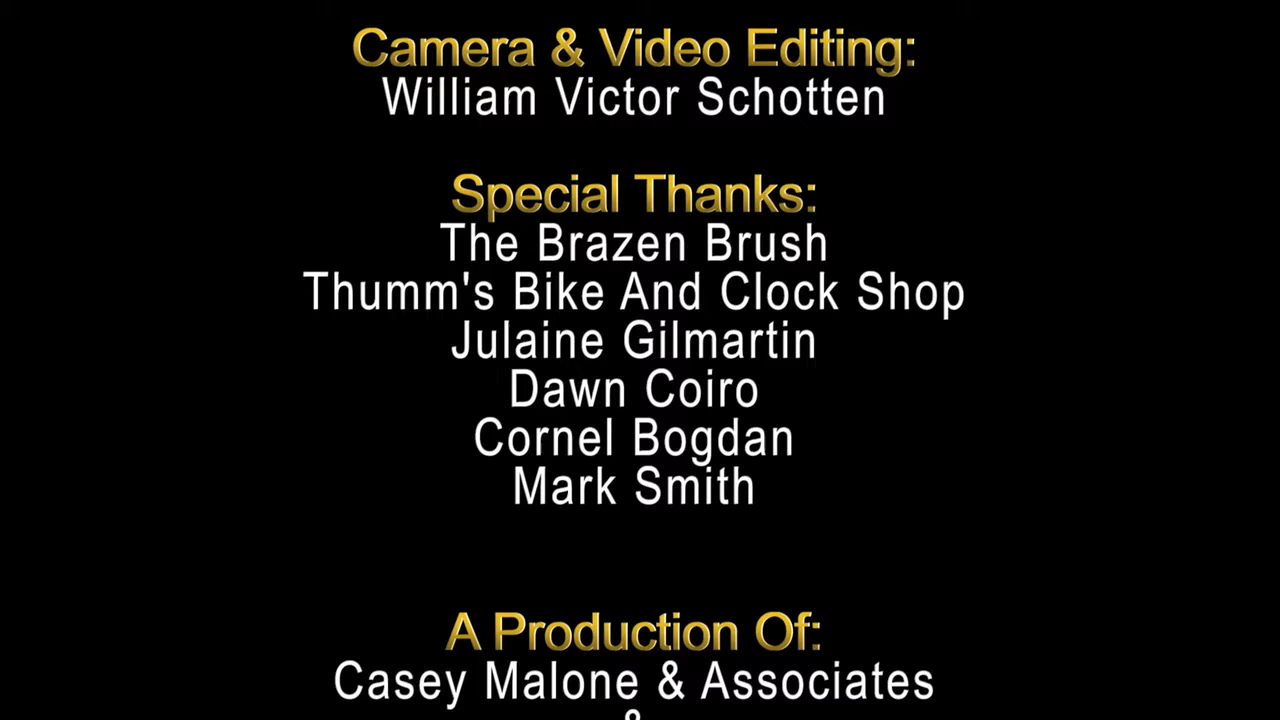 Camera & Video Editing:
William Victor Schotten
Special Thanks:
The Brazen Brush
Thumm's Bike And Clock Shop
Julaine Gilmartin
Dawn Coiro
Cornel Bogdan
Mark Smith
A Production Of:
Casey Malone & Associates
&